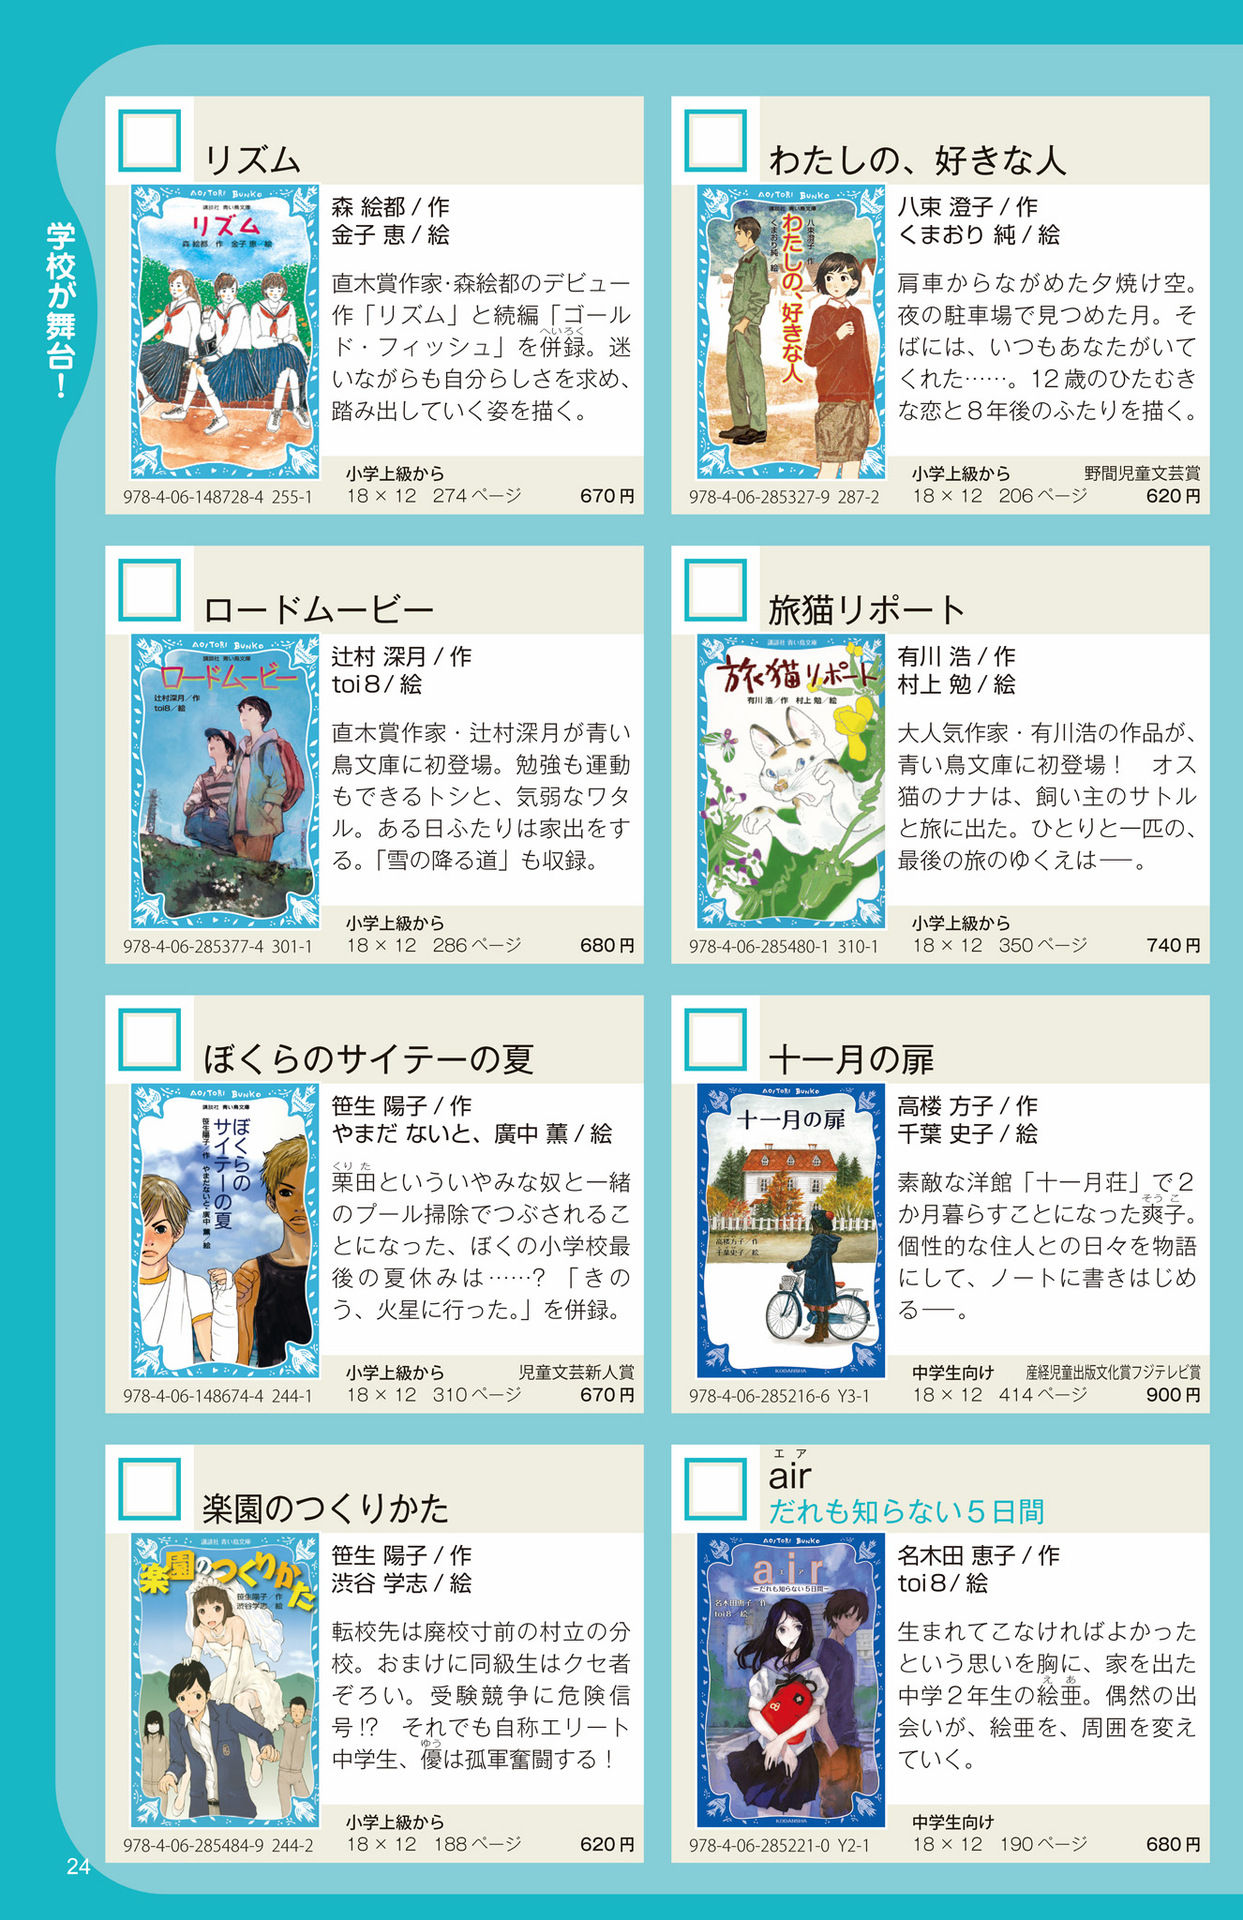 学校が舞台！
リズム
AOITORI BUNKO
講談社 青い鳥文庫
リズム
森 絵都／作 金子 恵／絵
森 絵都 / 作
金子 恵 / 絵
直木賞作家・森絵都のデビュー
作「リズム」と続編「ゴール
へいろく
ド・フィッシュ」を併録。迷
いながらも自分らしさを求め、
踏み出していく姿を描く。
小学上級から
978-4-06-148728-4 255-1
18 × 12 274 ページ 670 円
わたしの、好きな人
AOITORI BUNKO
講談社 青い鳥文庫
わたしの、好きな人
八束澄子 作
くまおり純 絵
八束 澄子 / 作
くまおり 純 / 絵
肩車からながめた夕焼け空。
夜の駐車場で見つめた月。そ
ばには、いつもあなたがいて
くれた……。12 歳のひたむき
な恋と８年後のふたりを描く。
小学上級から 野間児童文芸賞
978-4-06-285327-9 287-2
18 × 12 206 ページ 620 円
ロードムービー
AOITORI BUNKO
講談社 青い鳥文庫
ロードムービー
辻村深月／作
toi8／絵
辻村 深月 / 作
toi８/ 絵
直木賞作家・辻村深月が青い
鳥文庫に初登場。勉強も運動
もできるトシと、気弱なワタ
ル。ある日ふたりは家出をす
る。「雪の降る道」も収録。
小学上級から
978-4-06-285377-4 301-1
18 × 12 286 ページ 680 円
旅猫リポート
講談社 青い鳥文庫
旅猫リポート
有川 浩／作 村上 勉／絵
有川 浩 / 作
村上 勉 / 絵
大人気作家・有川浩の作品が、
青い鳥文庫に初登場！　オス
猫のナナは、飼い主のサトル
と旅に出た。ひとりと一匹の、
最後の旅のゆくえは──。
小学上級から
978-4-06-285480-1 310-1
18 × 12 350 ページ 740 円
ぼくらのサイテーの夏
AOITORI BUNKO
講談社 青い鳥文庫
ぼくらの
サイテーの夏
笹生陽子／作 やまだないと・廣中 薫／絵
笹生 陽子 / 作
やまだ ないと、廣中 薫 / 絵
くり た
栗田といういやみな奴と一緒
のプール掃除でつぶされるこ
とになった、ぼくの小学校最
後の夏休みは……？「きの
う、火星に行った。」を併録。
小学上級から 児童文芸新人賞
978-4-06-148674-4 244-1
18 × 12 310 ページ 670 円
十一月の扉
AOITORI BUNKO
十一月の扉
高楼方子／作
千葉史子／絵
KODANSHA
高楼 方子 / 作
千葉 史子 / 絵
素敵な洋館「十一月荘」で２
そう こ
か月暮らすことになった爽子。
個性的な住人との日々を物語
にして、ノートに書きはじめ
る──。
中学生向け 産経児童出版文化賞フジテレビ賞
978-4-06-285216-6 Y3-1
18 × 12 414 ページ 900 円
楽園のつくりかた
講談社 青い鳥文庫
楽園のつくりかた
笹生陽子／作
渋谷学志／絵
笹生 陽子 / 作
渋谷 学志 / 絵
転校先は廃校寸前の村立の分
校。おまけに同級生はクセ者
ぞろい。受験競争に危険信
号!?　それでも自称エリート
ゆう
中学生、優は孤軍奮闘する！
小学上級から
978-4-06-285484-9 244-2
18 × 12 188 ページ 620 円
エ ア
air
だれも知らない５日間
AOITORI BUNKO
エ ア
air
―だれも知らない5日間―
名木田恵子／作
toi8／絵
KODANSHA
名木田 恵子 / 作
toi８/ 絵
生まれてこなければよかった
という思いを胸に、家を出た
え あ
中学２年生の絵亜。偶然の出
会いが、絵亜を、周囲を変え
ていく。
中学生向け
978-4-06-285221-0 Y2-1
18 × 12 190 ページ 680 円
24